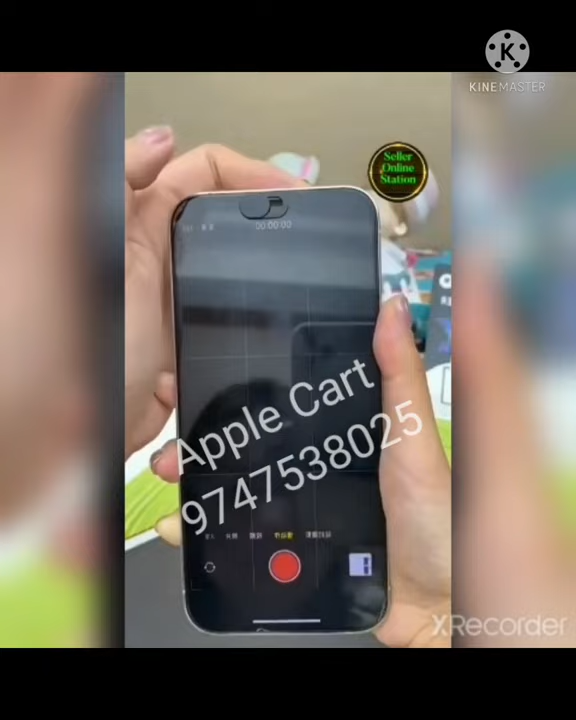 K
KINEMASTER
Seller
Online
Station
00:00:00
Apple Cart
9747538025
XRecorder